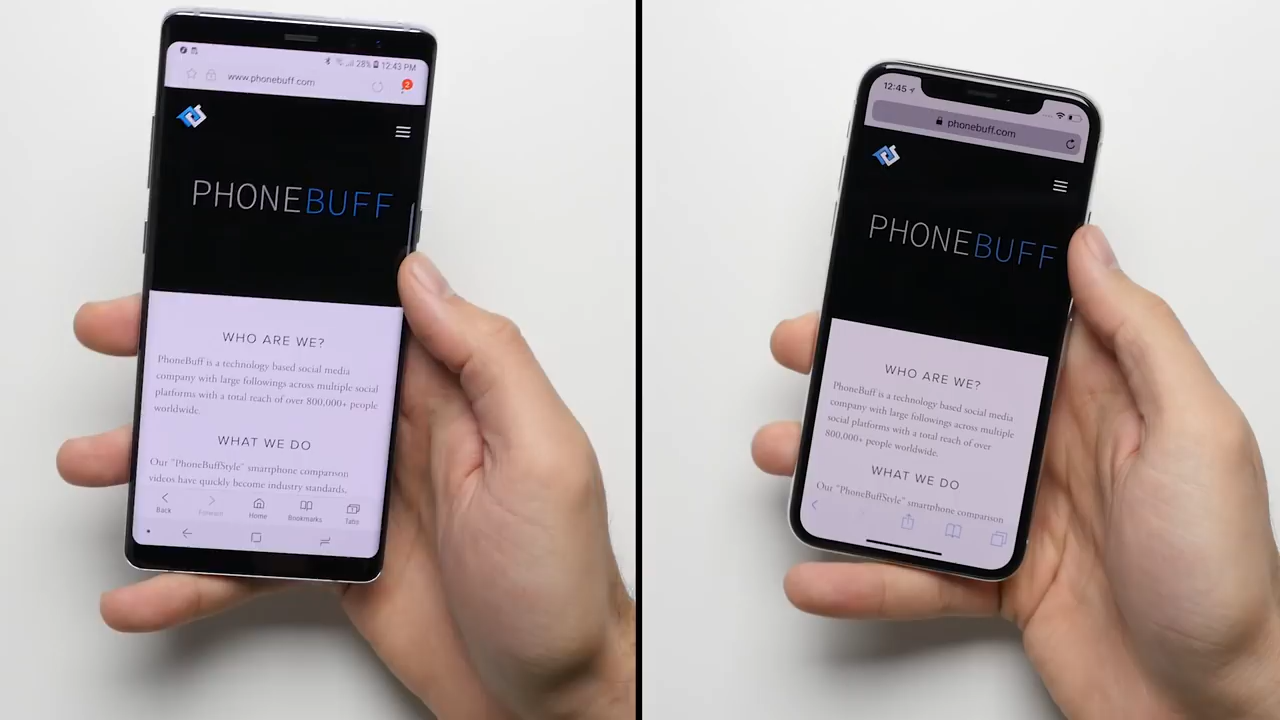 28% 12:43 PM
www.phonebuff.com
2
PHONEBUFF
WHO ARE WE?
PhoneBuff is a technology based social media
company with large followings across multiple social
platforms with a total reach of over 800,000+ people
worldwide.
WHAT WE DO
Our "PhoneBuffStyle" smartphone comparison
videos have quickly become industry standards,
Back
Forward
Home
Bookmarks
Tabs
12:45
phonebuff.com
PHONEBUFF
WHO ARE WE?
PhoneBuff is a technology based social media
company with large followings across multiple
social platforms with a total reach of over
800,000+ people worldwide.
WHAT WE DO
Our "PhoneBuffStyle" smartphone comparison